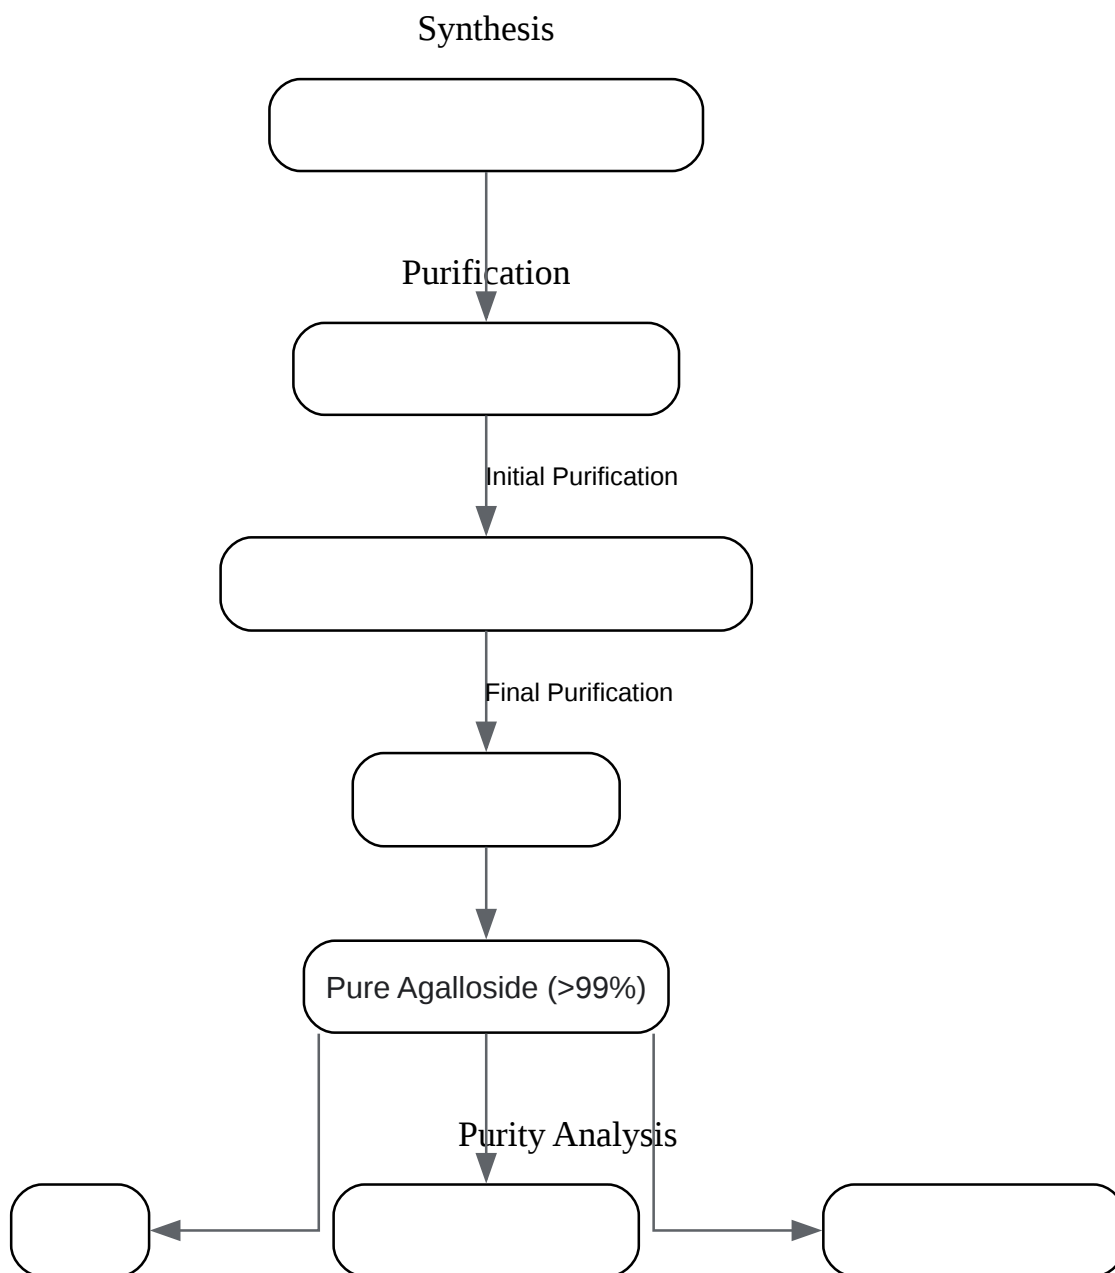 Synthesis
Purification
Initial Purification
Final Purification
Pure Agalloside (>99%)
Purity Analysis